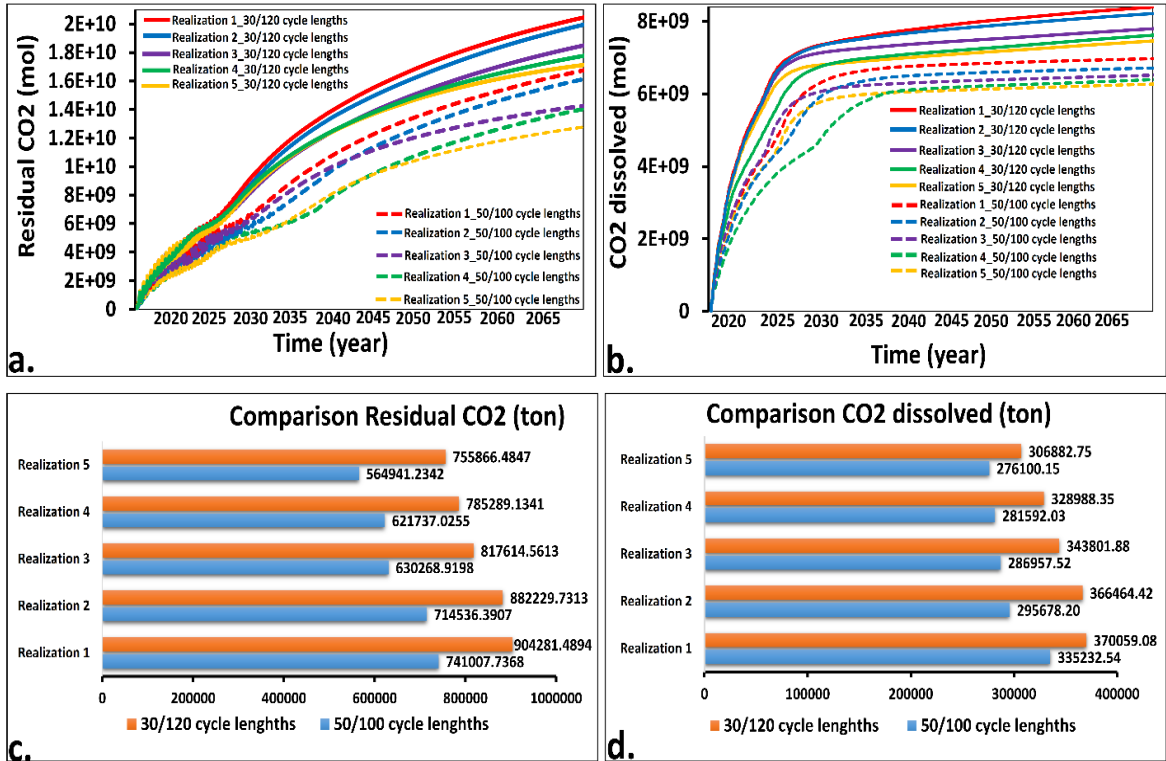 2E+10
1.8E+10
1.6E+10
1.4E+10
1.2E+10
1E+10
8E+09
6E+09
4E+09
2E+09
0
Residual CO2 (mol)
Realization 1_30/120 cycle lengths
Realization 2_30/120 cycle lengths
Realization 3_30/120 cycle lengths
Realization 4_30/120 cycle lengths
Realization 5_30/120 cycle lengths
Realization 1_50/100 cycle lengths
Realization 2_50/100 cycle lengths
Realization 3_50/100 cycle lengths
Realization 4_50/100 cycle lengths
Realization 5_50/100 cycle lengths
2020 2025 2030 2035 2040 2045 2050 2055 2060 2065
Time (year)
a.
8E+09
6E+09
4E+09
2E+09
0
CO2 dissolved (mol)
Realization 1_30/120 cycle lengths
Realization 2_30/120 cycle lengths
Realization 3_30/120 cycle lengths
Realization 4_30/120 cycle lengths
Realization 5_30/120 cycle lengths
Realization 1_50/100 cycle lengths
Realization 2_50/100 cycle lengths
Realization 3_50/100 cycle lengths
Realization 4_50/100 cycle lengths
Realization 5_50/100 cycle lengths
2020 2025 2030 2035 2040 2045 2050 2055 2060 2065
Time (year)
b.
Comparison Residual CO2 (ton)
Realization 5
755866.4847
564941.2342
Realization 4
785289.1341
621737.0255
Realization 3
817614.5613
630268.9198
Realization 2
882229.7313
714536.3907
Realization 1
904281.4894
741007.7368
0 200000 400000 600000 800000 1000000
30/120 cycle lenghths 50/100 cycle lenghths
c.
Comparison CO2 dissolved (ton)
Realization 5
306882.75
276100.15
Realization 4
328988.35
281592.03
Realization 3
343801.88
286957.52
Realization 2
366464.42
295678.20
Realization 1
370059.08
335232.54
0 100000 200000 300000 400000
30/120 cycle lenghths 50/100 cycle lenghths
d.